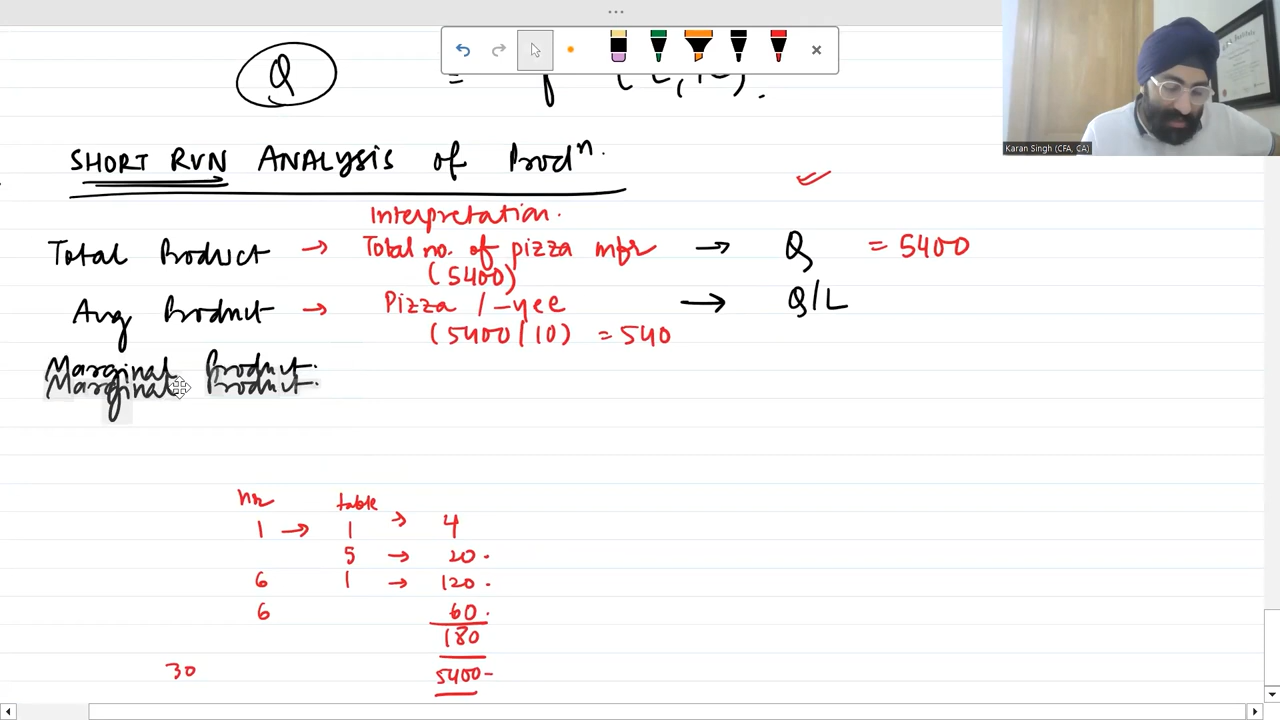 Q = f (L, K).
SHORT RUN ANALYSIS of Prodⁿ.
Interpretation.
Total Product → Total no. of pizza mfr → Q = 5400
(5400)
Avg Product → Pizza / -yee → Q/L
(5400/10) = 540
Marginal Product.
Marginal Product.
hr table
1 → 1 → 4
5 → 20.
6 1 → 120.
6 60.
180
30 5400-
Karan Singh (CFA, CA)